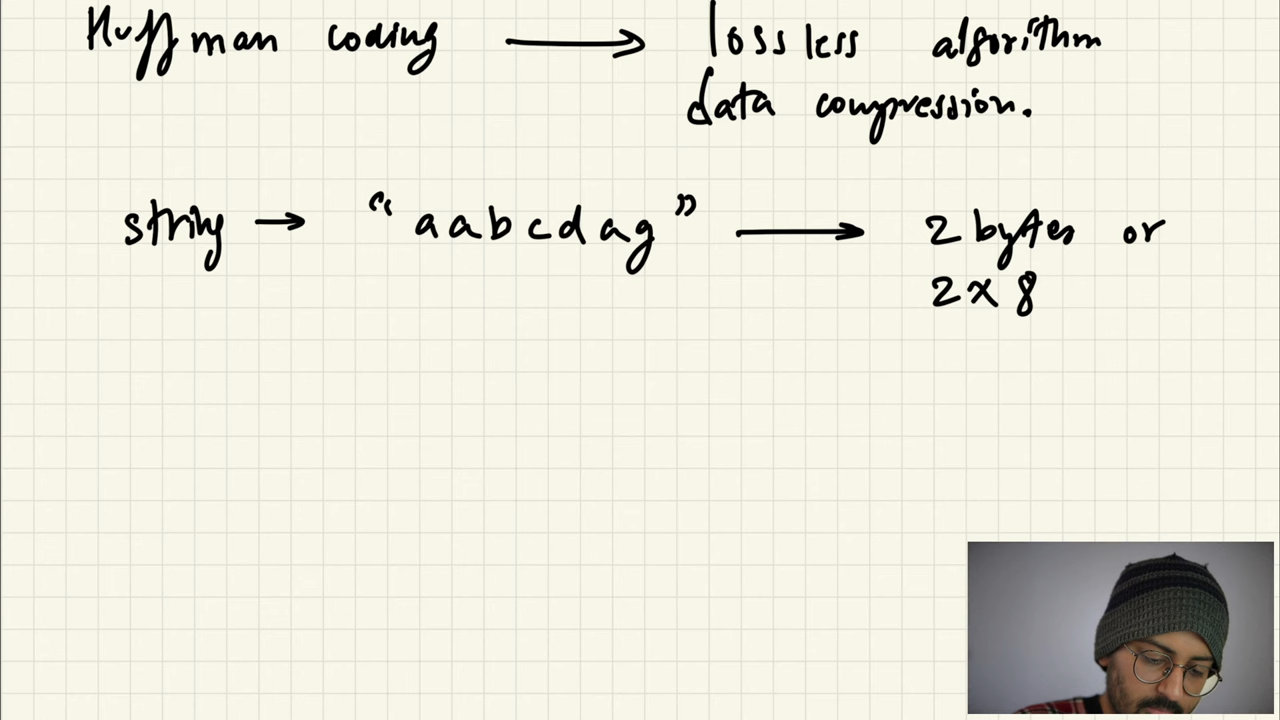 Huffman coding → lossless algorithm
data compression.
string → "aabcdag" → 2 bytes or
2 x 8